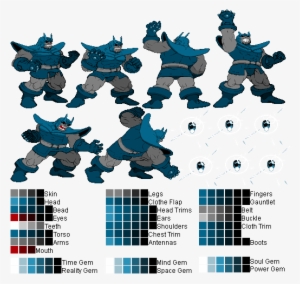 Skin
Head
Bead
Eyes
Teeth
Torso
Arms
Mouth
Legs
Clothe Flap
Head Trims
Ears
Shoulders
Chest Trim
Antennas
Fingers
Gauntlet
Belt
Buckle
Cloth Trim
Boots
Time Gem
Reality Gem
Mind Gem
Space Gem
Soul Gem
Power Gem